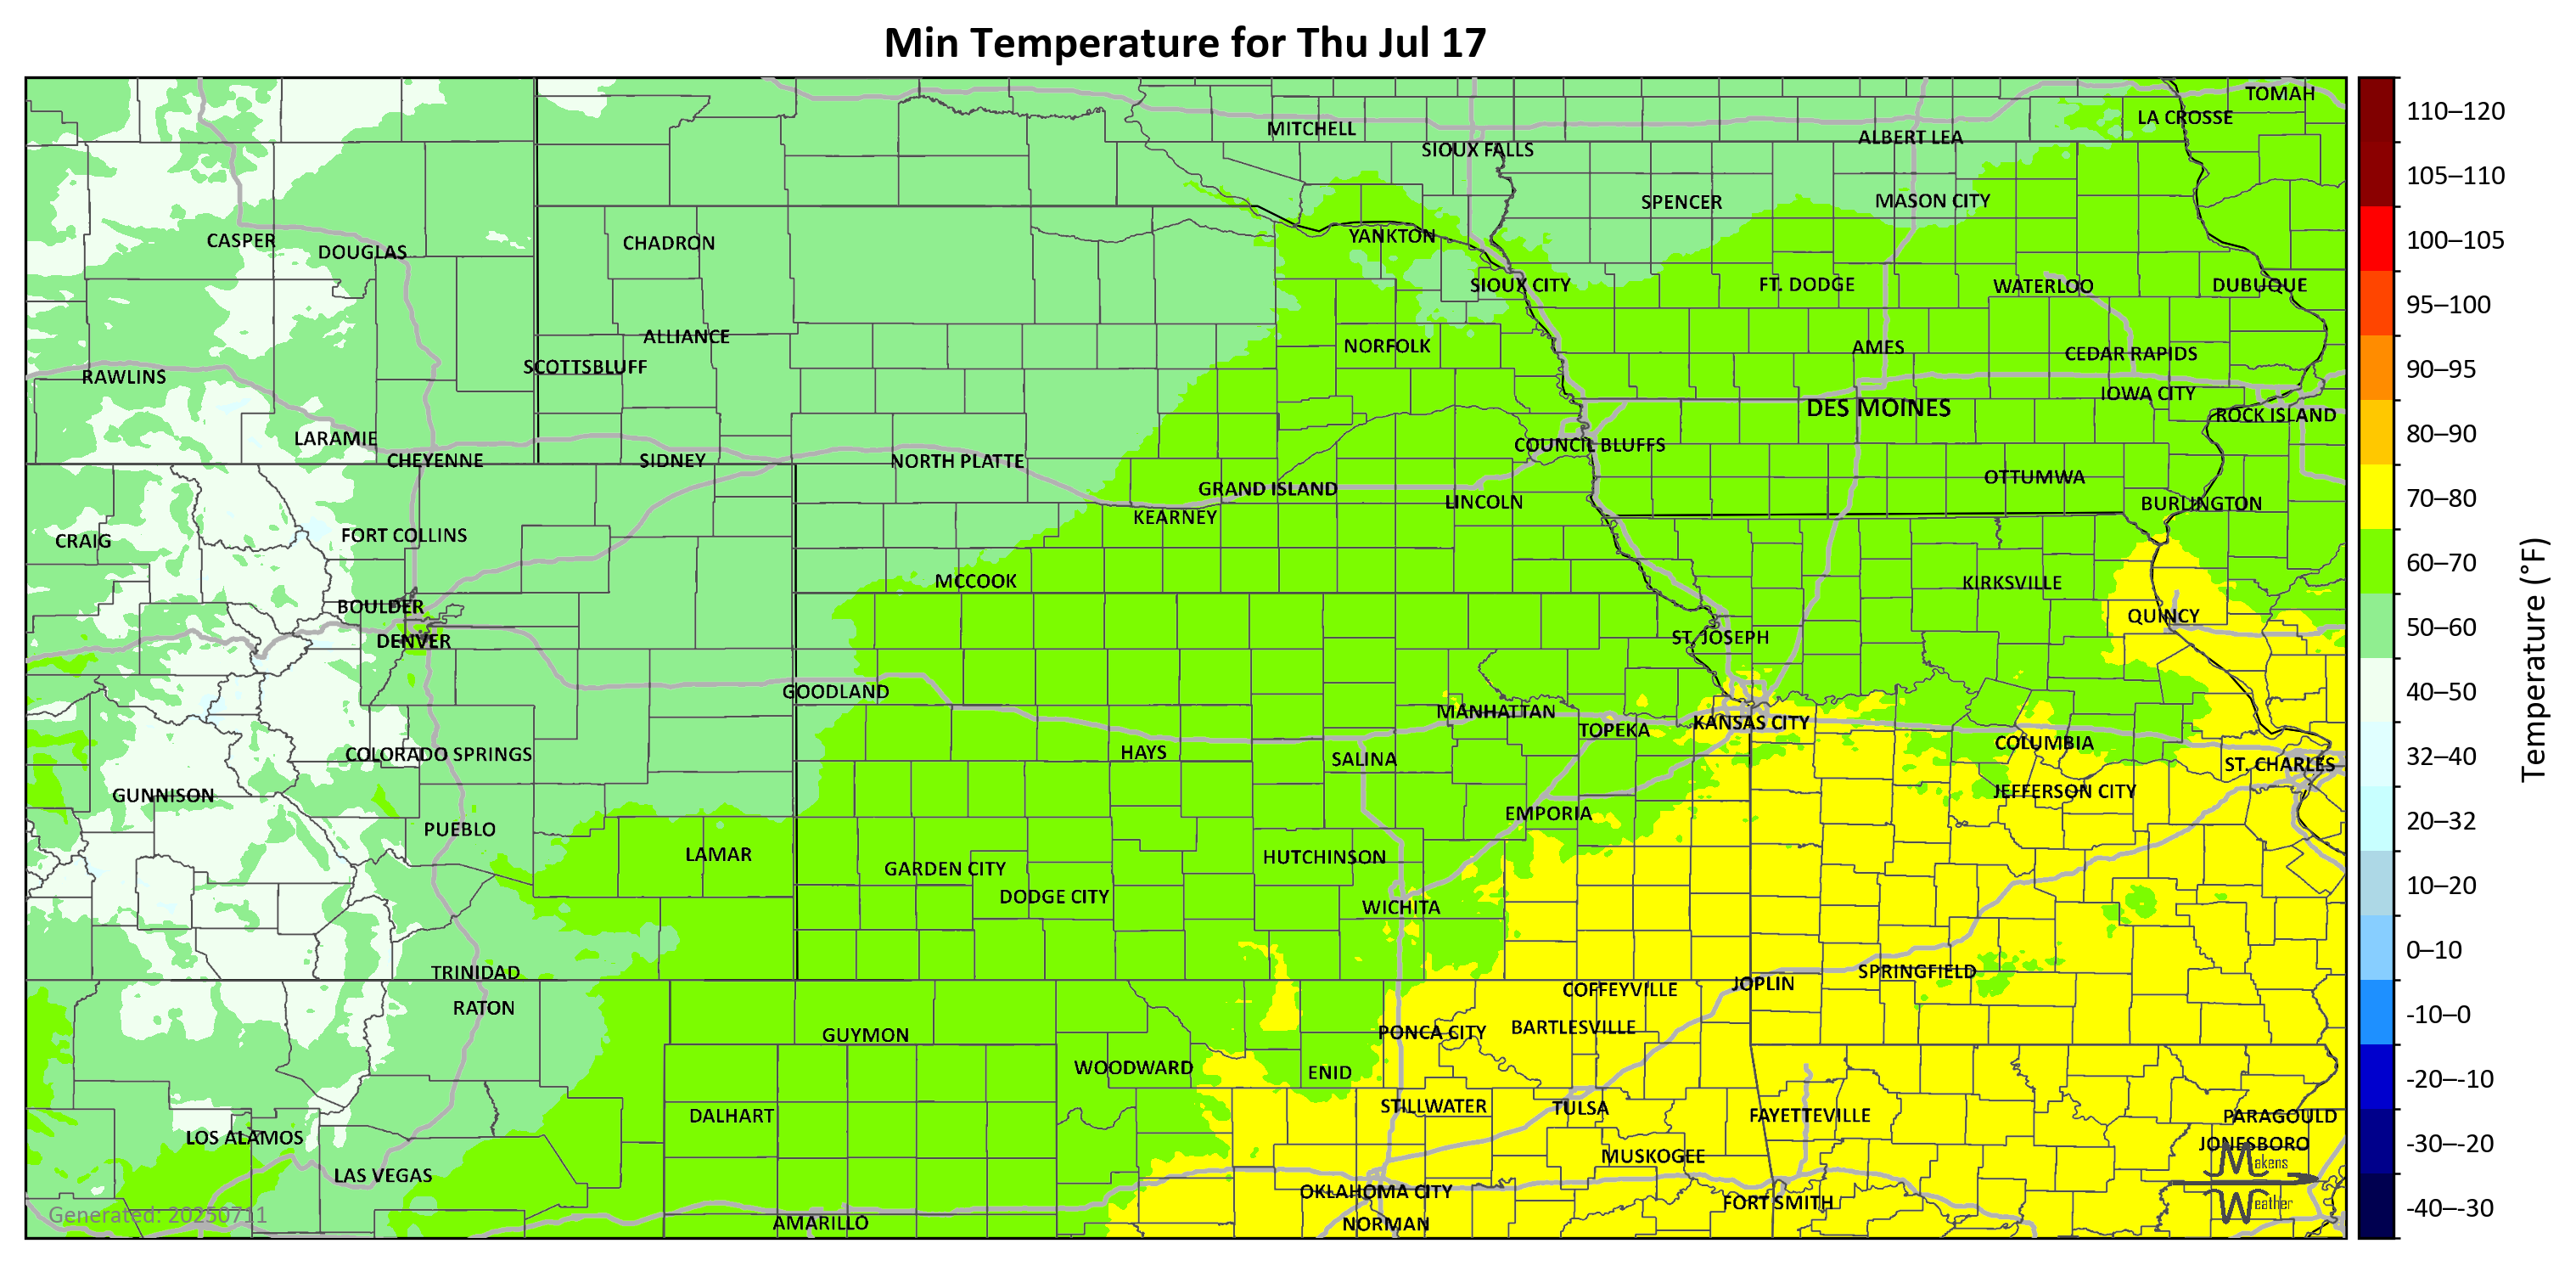 Min Temperature for Thu Jul 17
TOMAH
LA CROSSE
MITCHELL
ALBERT LEA
SIOUX FALLS
SPENCER
MASON CITY
CASPER
DOUGLAS
CHADRON
YANKTON
SIOUX CITY
FT. DODGE
WATERLOO
DUBUQUE
ALLIANCE
NORFOLK
AMES
CEDAR RAPIDS
SCOTTSBLUFF
RAWLINS
IOWA CITY
DES MOINES
ROCK ISLAND
LARAMIE
COUNCIL BLUFFS
CHEYENNE
SIDNEY
NORTH PLATTE
OTTUMWA
GRAND ISLAND
LINCOLN
BURLINGTON
KEARNEY
FORT COLLINS
CRAIG
MCCOOK
KIRKSVILLE
BOULDER
QUINCY
DENVER
ST. JOSEPH
GOODLAND
MANHATTAN
KANSAS CITY
TOPEKA
COLUMBIA
COLORADO SPRINGS
HAYS
SALINA
ST. CHARLES
GUNNISON
JEFFERSON CITY
EMPORIA
PUEBLO
LAMAR
HUTCHINSON
GARDEN CITY
DODGE CITY
WICHITA
TRINIDAD
SPRINGFIELD
JOPLIN
COFFEYVILLE
RATON
GUYMON
PONCA CITY
BARTLESVILLE
WOODWARD
ENID
STILLWATER
TULSA
DALHART
FAYETTEVILLE
PARAGOULD
LOS ALAMOS
JONESBORO
MUSKOGEE
LAS VEGAS
OKLAHOMA CITY
FORT SMITH
AMARILLO
NORMAN
Makens
Weather
Generated: 20250711
110–120
105–110
100–105
95–100
90–95
80–90
70–80
60–70
50–60
40–50
32–40
20–32
10–20
0–10
-10–0
-20–-10
-30–-20
-40–-30
Temperature (°F)